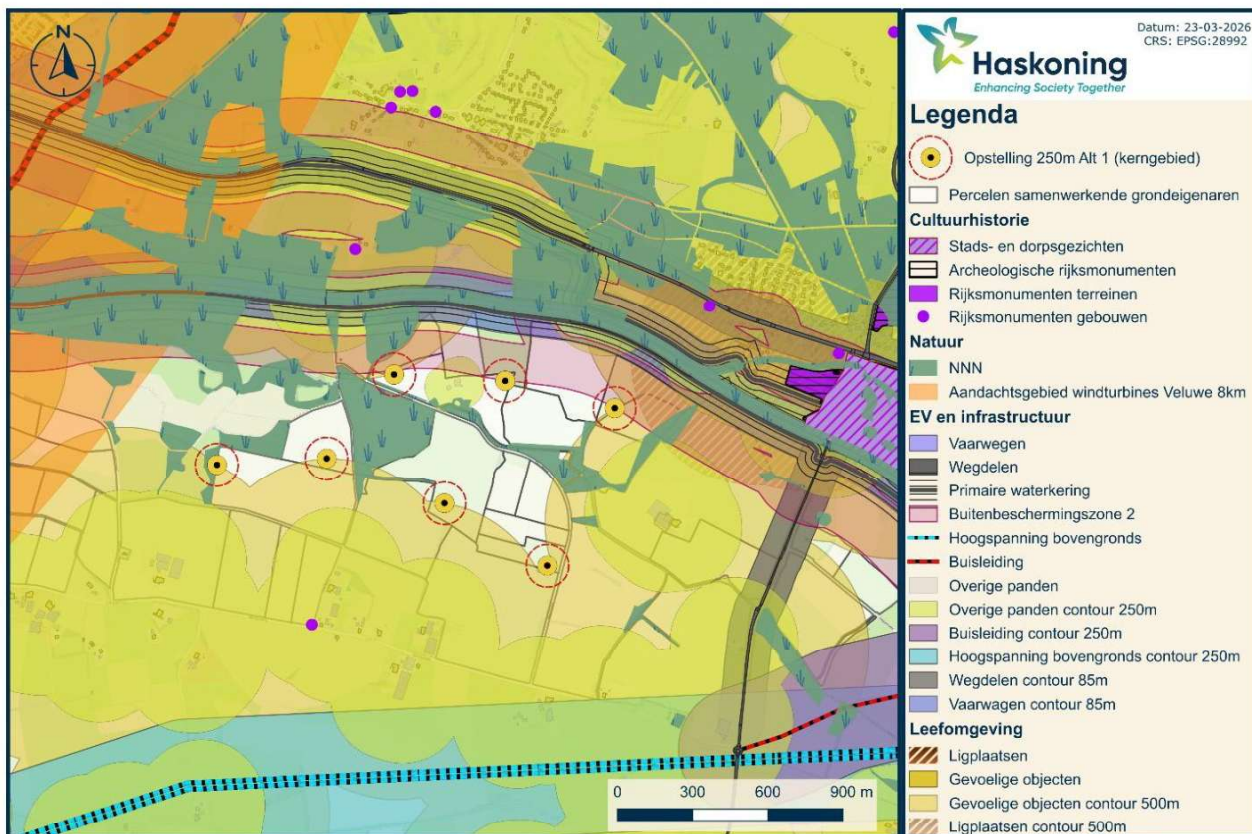 N
Datum: 23-03-2026
CRS: EPSG:28992
Haskoning
Enhancing Society Together
Legenda
Opstelling 250m Alt 1 (kerngebied)
Percelen samenwerkende grondeigenaren
Cultuurhistorie
Stads- en dorpsgezichten
Archeologische rijksmonumenten
Rijksmonumenten terreinen
Rijksmonumenten gebouwen
Natuur
NNN
Aandachtsgebied windturbines Veluwe 8km
EV en infrastructuur
Vaarwegen
Wegdelen
Primaire waterkering
Buitenbeschermingszone 2
Hoogspanning bovengronds
Buisleiding
Overige panden
Overige panden contour 250m
Buisleiding contour 250m
Hoogspanning bovengronds contour 250m
Wegdelen contour 85m
Vaarwagen contour 85m
Leefomgeving
Ligplaatsen
Gevoelige objecten
Gevoelige objecten contour 500m
Ligplaatsen contour 500m
0 300 600 900 m